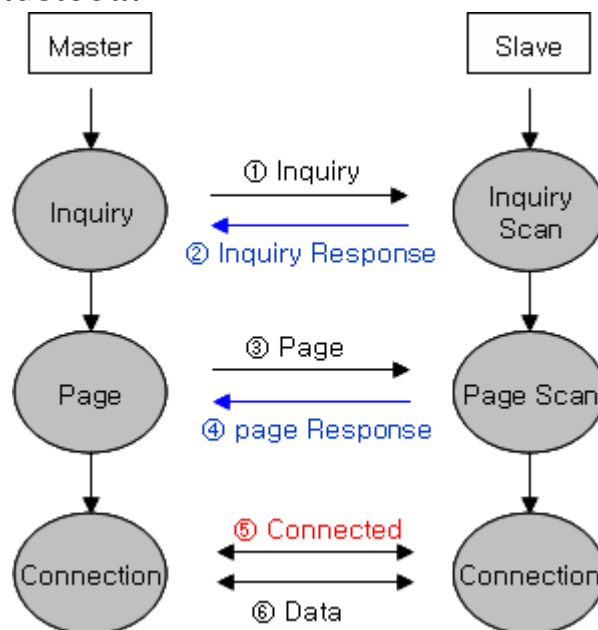 Master
Slave
① Inquiry
Inquiry
Inquiry
Scan
② Inquiry Response
③ Page
Page
Page Scan
④ page Response
⑤ Connected
Connection
Connection
⑥ Data